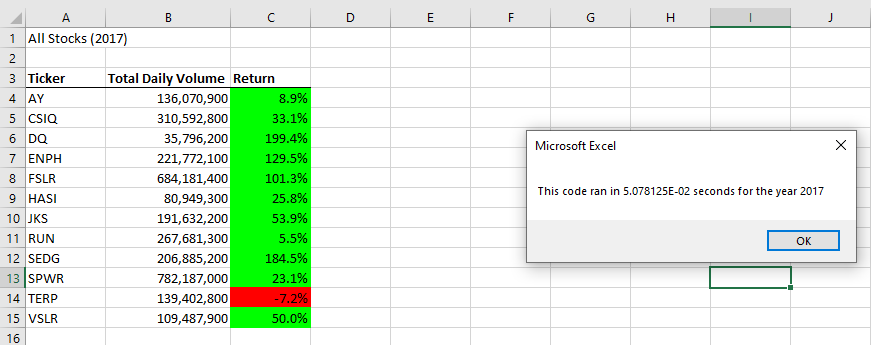 A B C D E F G H I J
1 All Stocks (2017)
2
3 Ticker Total Daily Volume Return
4 AY 136,070,900 8.9%
5 CSIQ 310,592,800 33.1%
6 DQ 35,796,200 199.4%
7 ENPH 221,772,100 129.5%
8 FSLR 684,181,400 101.3%
9 HASI 80,949,300 25.8%
10 JKS 191,632,200 53.9%
11 RUN 267,681,300 5.5%
12 SEDG 206,885,200 184.5%
13 SPWR 782,187,000 23.1%
14 TERP 139,402,800 -7.2%
15 VSLR 109,487,900 50.0%
16
Microsoft Excel
This code ran in 5.078125E-02 seconds for the year 2017
OK